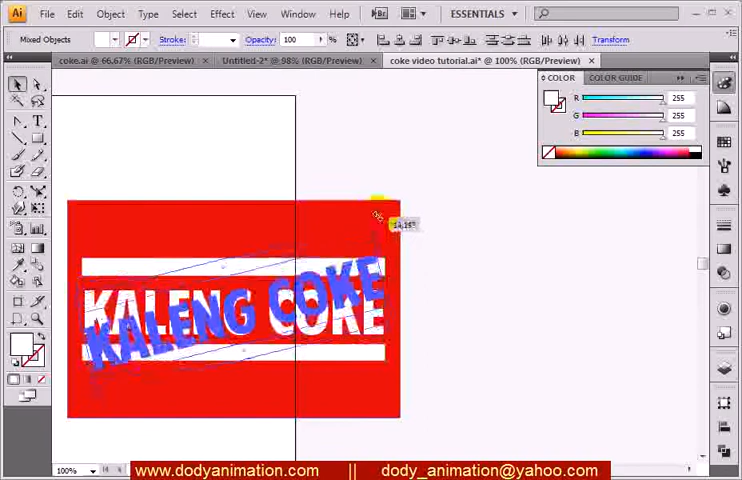 Ai File Edit Object Type Select Effect View Window Help Br ESSENTIALS
Mixed Objects Stroke: Opacity: 100 % Transform
coke.ai @ 66,67% (RGB/Preview) × Untitled-2* @ 98% (RGB/Preview) × coke video tutorial.ai* @ 100% (RGB/Preview) ×
COLOR COLOR GUIDE
R 255
G 255
B 255
KALENG COKE
KALENG COKE
100%
www.dodyanimation.com || dody_animation@yahoo.com